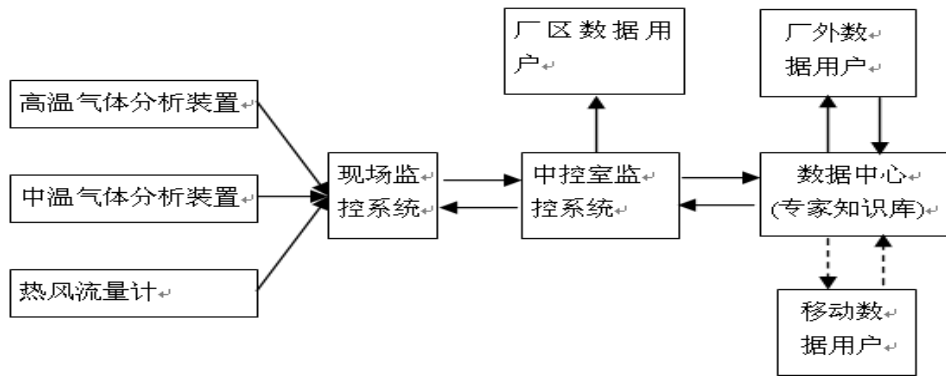 厂区数据用
户
厂外数
据用户
高温气体分析装置
中温气体分析装置
热风流量计
现场监
控系统
中控室监
控系统
数据中心
(专家知识库)
移动数
据用户